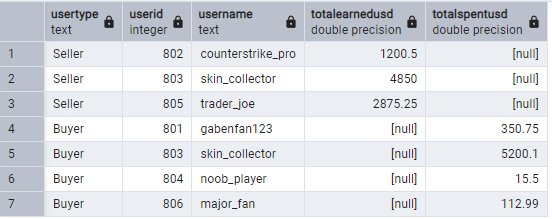 usertype userid username totalearnedusd totalspentusd
text integer text double precision double precision
1 Seller 802 counterstrike_pro 1200.5 [null]
2 Seller 803 skin_collector 4850 [null]
3 Seller 805 trader_joe 2875.25 [null]
4 Buyer 801 gabenfan123 [null] 350.75
5 Buyer 803 skin_collector [null] 5200.1
6 Buyer 804 noob_player [null] 15.5
7 Buyer 806 major_fan [null] 112.99